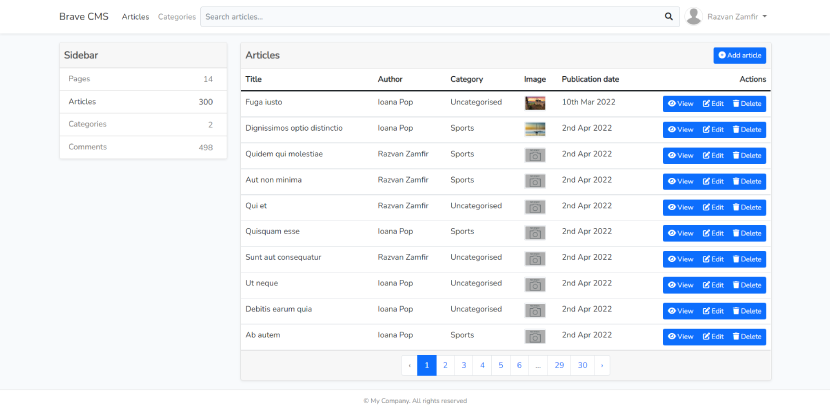 Brave CMS Articles Categories Search articles... Razvan Zamfir
Sidebar
Pages 14
Articles 300
Categories 2
Comments 498
Articles Add article
Title Author Category Image Publication date Actions
Fuga iusto Ioana Pop Uncategorised 10th Mar 2022 View Edit Delete
Dignissimos optio distinctio Ioana Pop Sports 2nd Apr 2022 View Edit Delete
Quidem qui molestiae Razvan Zamfir Sports 2nd Apr 2022 View Edit Delete
Aut non minima Razvan Zamfir Sports 2nd Apr 2022 View Edit Delete
Qui et Razvan Zamfir Uncategorised 2nd Apr 2022 View Edit Delete
Quisquam esse Ioana Pop Sports 2nd Apr 2022 View Edit Delete
Sunt aut consequatur Razvan Zamfir Uncategorised 2nd Apr 2022 View Edit Delete
Ut neque Ioana Pop Uncategorised 2nd Apr 2022 View Edit Delete
Debitis earum quia Ioana Pop Uncategorised 2nd Apr 2022 View Edit Delete
Ab autem Ioana Pop Sports 2nd Apr 2022 View Edit Delete
‹ 1 2 3 4 5 6 ... 29 30 ›
© My Company. All rights reserved